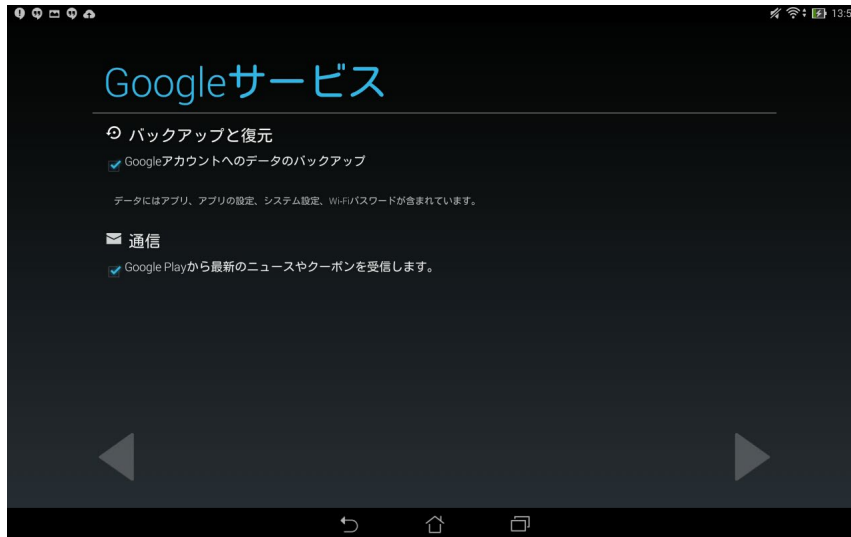 13:5
Googleサービス
バックアップと復元
Googleアカウントへのデータのバックアップ
データにはアプリ、アプリの設定、システム設定、Wi-Fiパスワードが含まれています。
通信
Google Playから最新のニュースやクーポンを受信します。